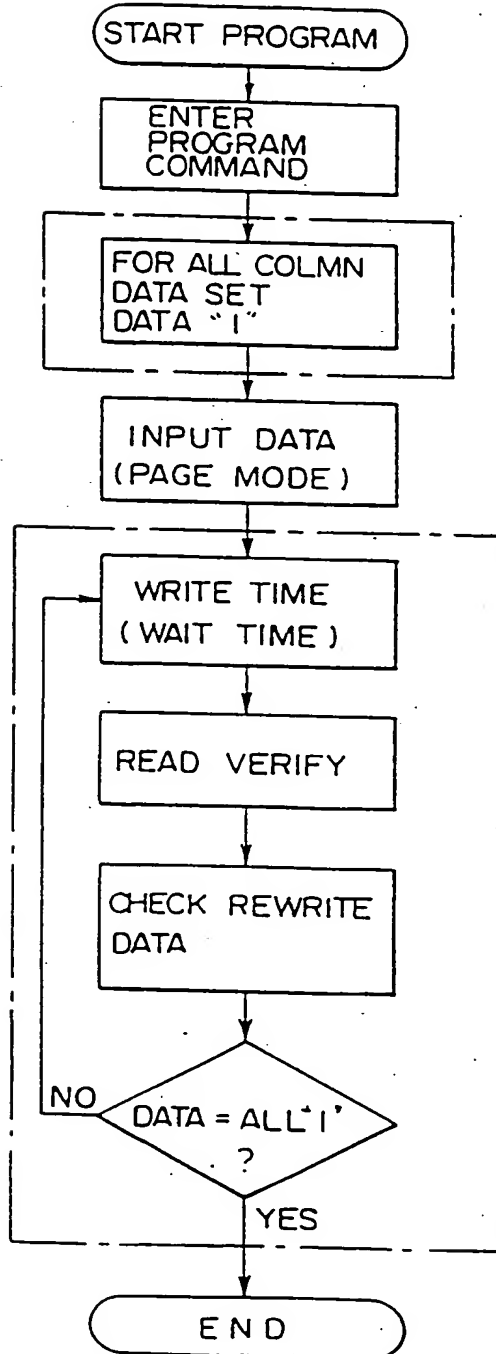 START PROGRAM
ENTER
PROGRAM
COMMAND
FOR ALL COLMN
DATA SET
DATA "1"
INPUT DATA
(PAGE MODE)
WRITE TIME
(WAIT TIME)
READ VERIFY
CHECK REWRITE
DATA
NO
DATA = ALL"1"
?
YES
END